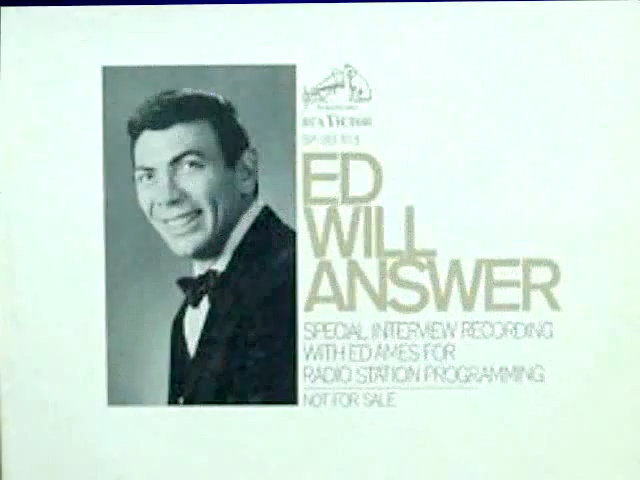 RCA VICTOR
ED
WILL
ANSWER
SPECIAL INTERVIEW RECORDING
WITH ED AMES FOR
RADIO STATION PROGRAMMING
NOT FOR SALE